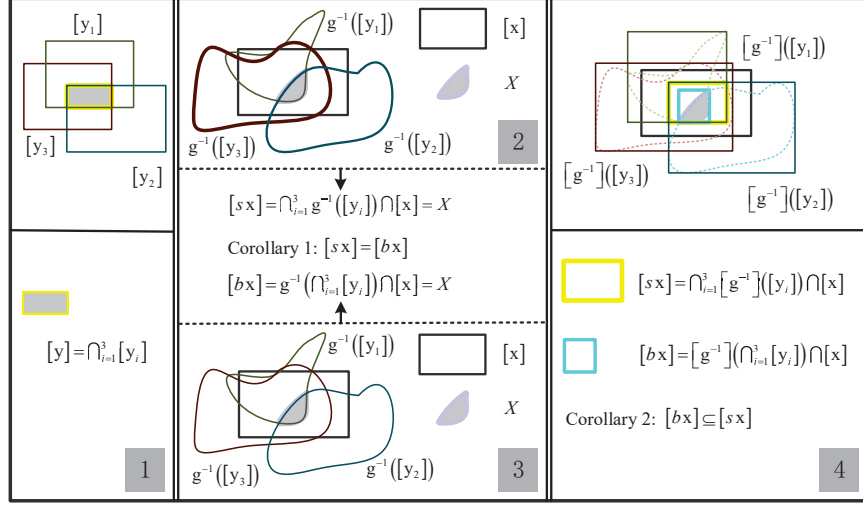 [y₁]
[y₃]
[y₂]
[y]=⋂³ᵢ₌₁[yᵢ]
1
g⁻¹([y₁])
[x]
X
g⁻¹([y₃])
g⁻¹([y₂])
2
[sx]=⋂³ᵢ₌₁g⁻¹([yᵢ])⋂[x]=X
Corollary 1: [sx]=[bx]
[bx]=g⁻¹(⋂³ᵢ₌₁[yᵢ])⋂[x]=X
g⁻¹([y₁])
[x]
X
g⁻¹([y₃])
g⁻¹([y₂])
3
[g⁻¹]([y₁])
[g⁻¹]([y₃])
[g⁻¹]([y₂])
[sx]=⋂³ᵢ₌₁[g⁻¹]([yᵢ])⋂[x]
[bx]=[g⁻¹](⋂³ᵢ₌₁[yᵢ])⋂[x]
Corollary 2: [bx]⊆[sx]
4